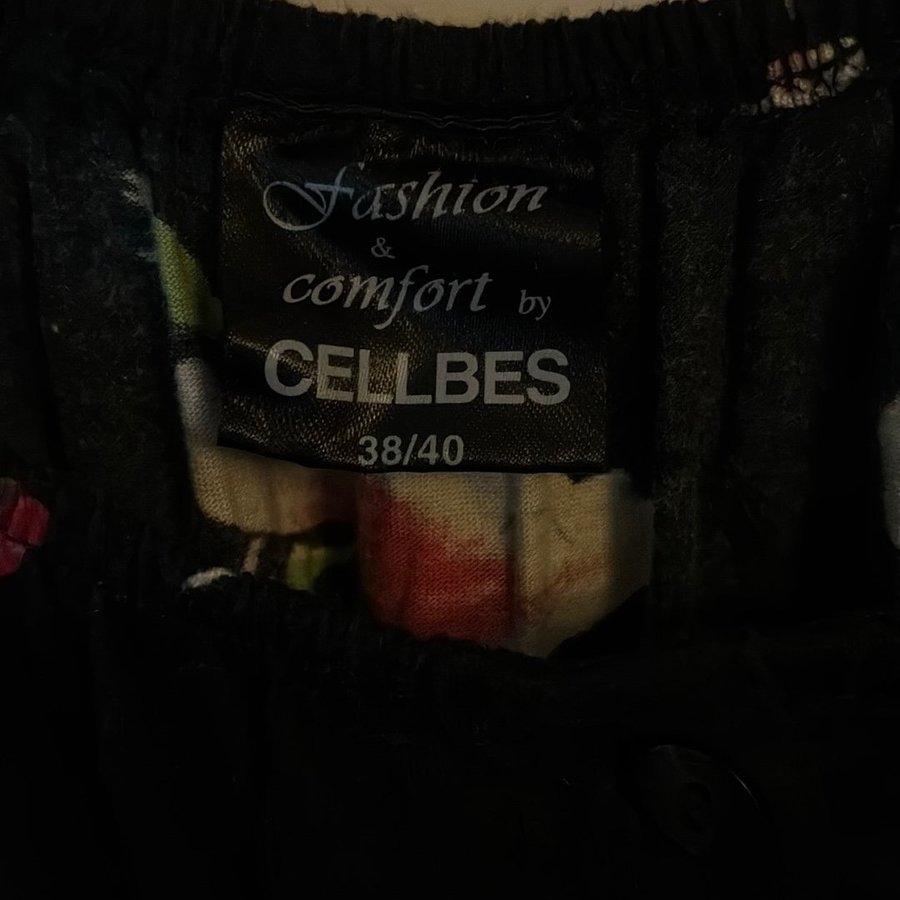 Fashion
&
comfort by
CELLBES
38/40